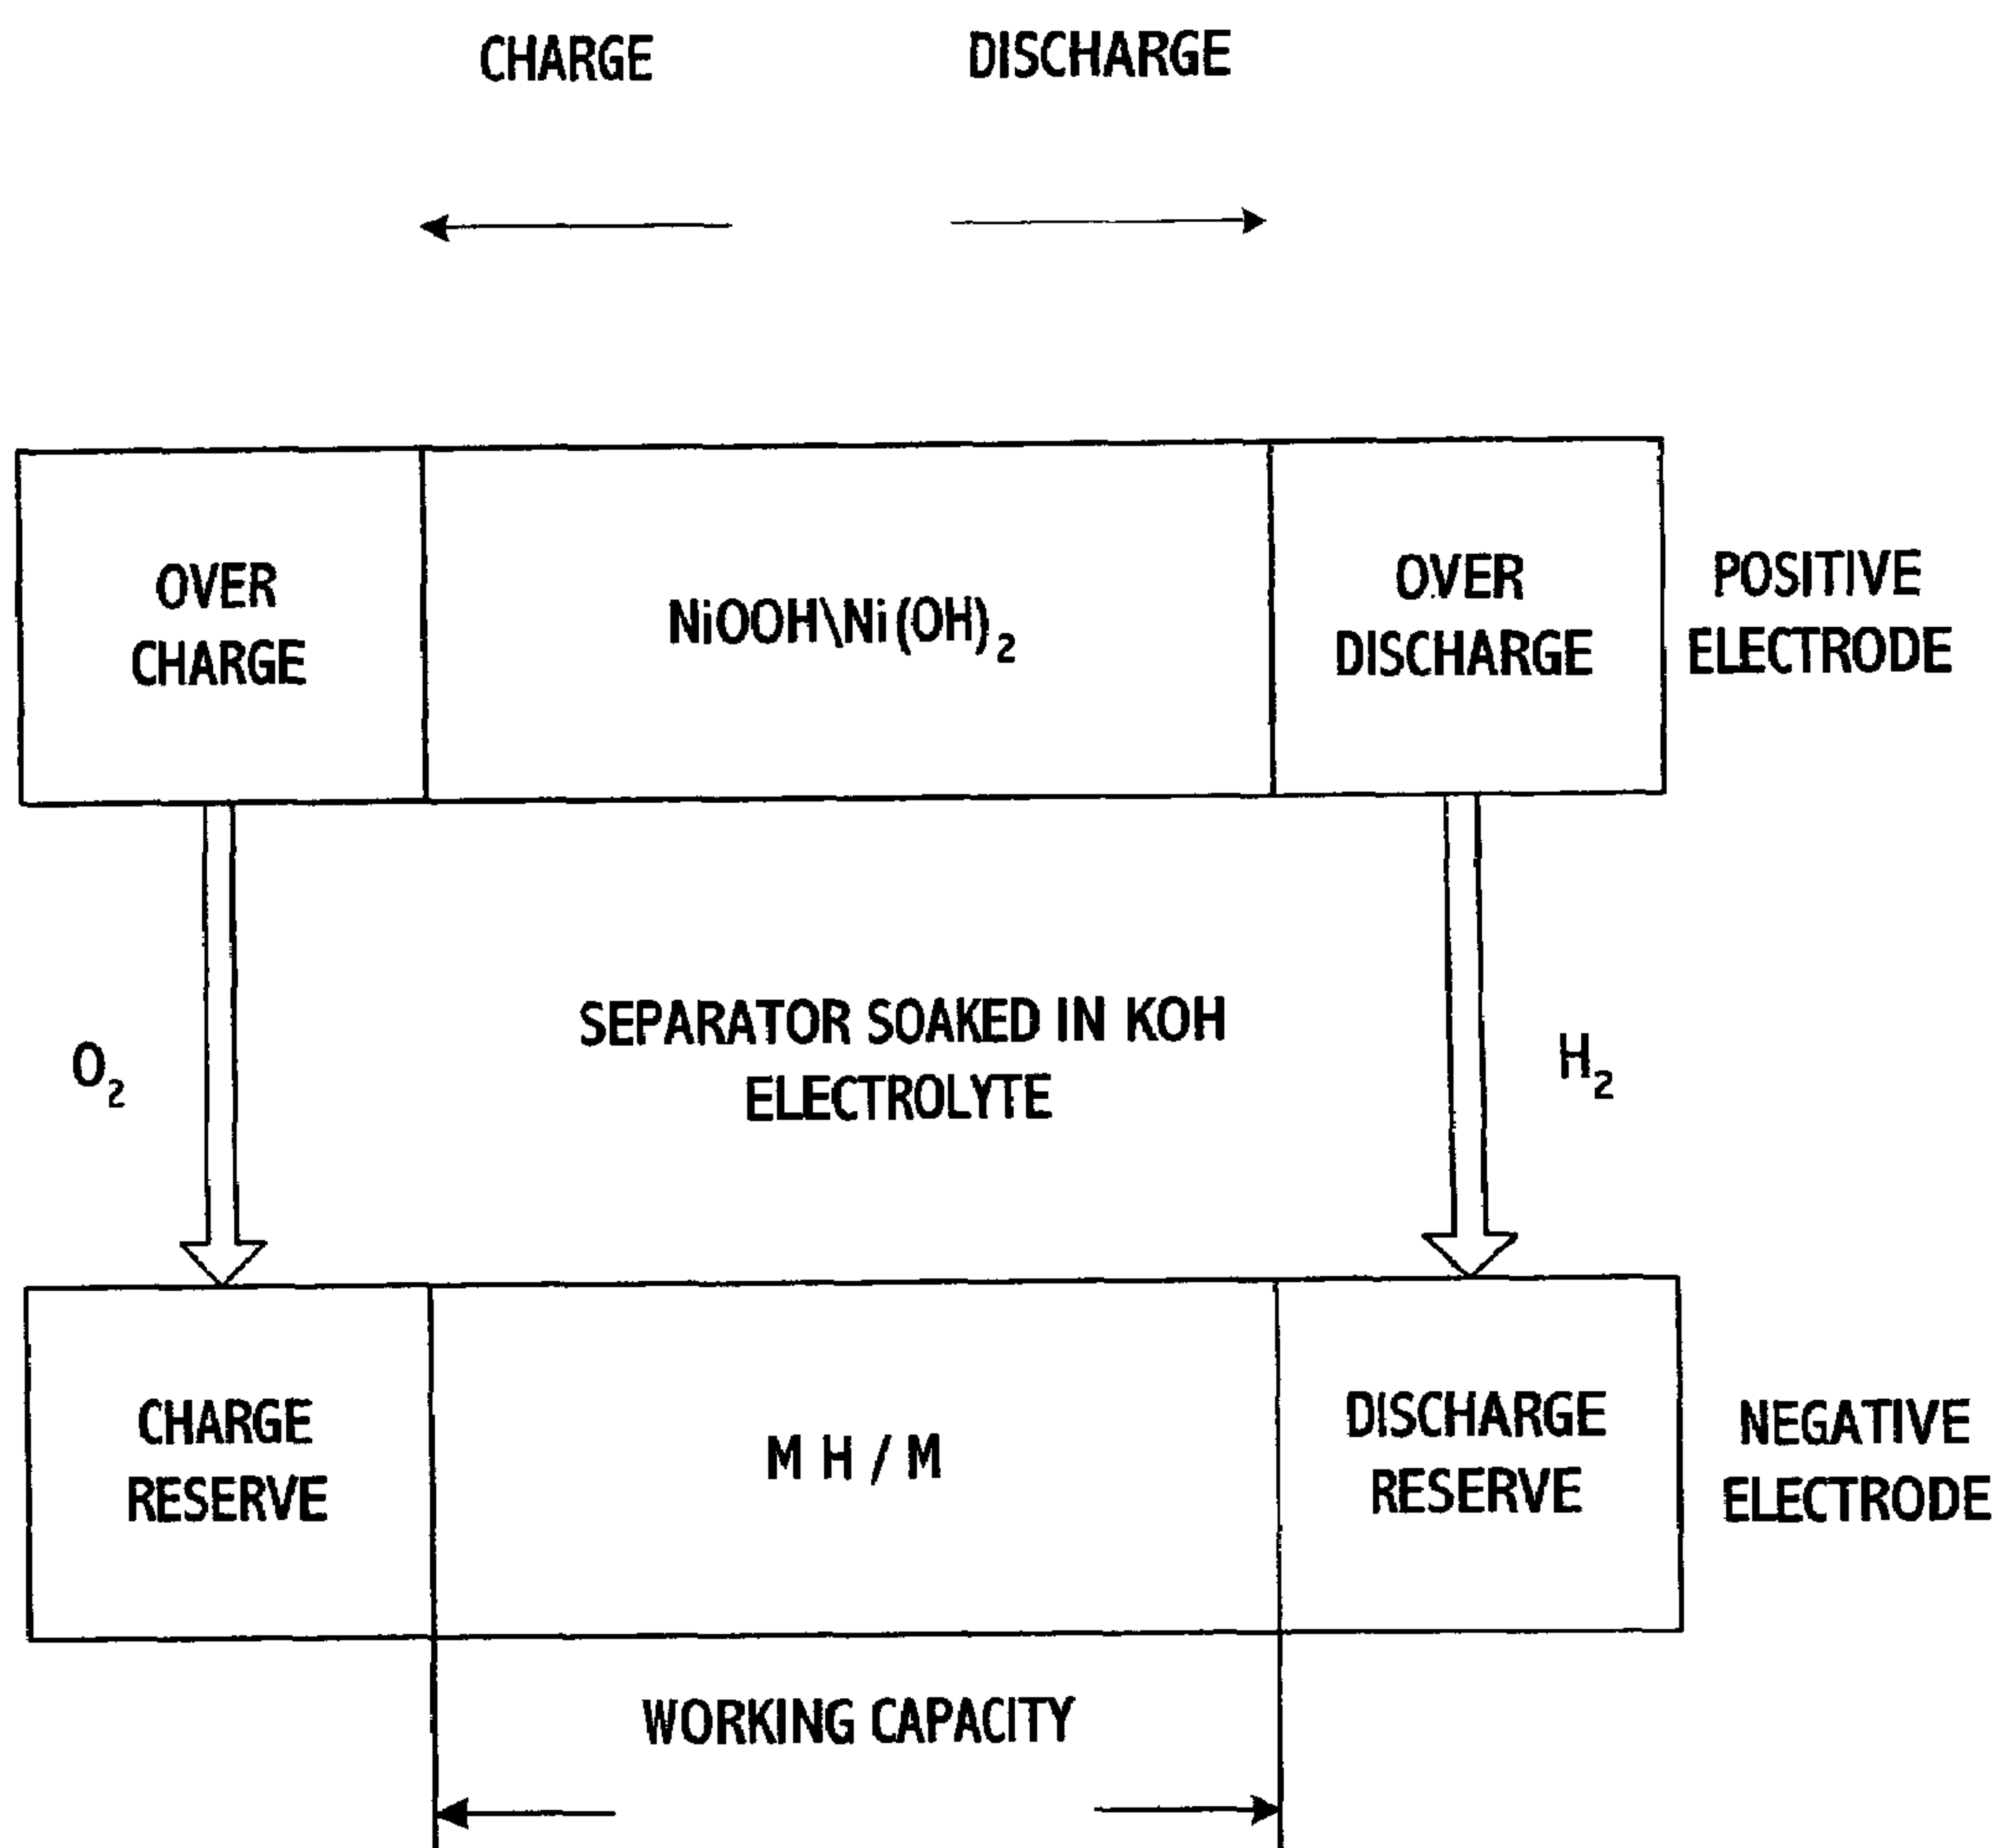 CHARGE
DISCHARGE
OVER
CHARGE
NiOOH\Ni(OH)₂
OVER
DISCHARGE
POSITIVE
ELECTRODE
O₂
SEPARATOR SOAKED IN KOH
ELECTROLYTE
H₂
CHARGE
RESERVE
M H / M
DISCHARGE
RESERVE
NEGATIVE
ELECTRODE
WORKING CAPACITY